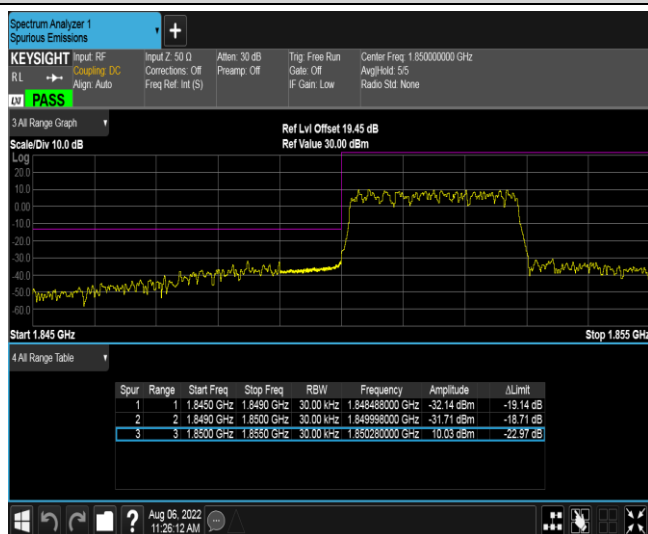 Spectrum Analyzer 1
Spurious Emissions
+
KEYSIGHT
RL
LXI
PASS
Input: RF
Coupling: DC
Align: Auto
Input Z: 50 Ω
Corrections: Off
Freq Ref: Int (S)
Atten: 30 dB
Preamp: Off
Trig: Free Run
Gate: Off
IF Gain: Low
Center Freq: 1.850000000 GHz
Avg|Hold: 5/5
Radio Std: None
3 All Range Graph
Scale/Div 10.0 dB
Ref Lvl Offset 19.45 dB
Ref Value 30.00 dBm
Log
20.0
10.0
0.00
-10.0
-20.0
-30.0
-40.0
-50.0
-60.0
Start 1.845 GHz
Stop 1.855 GHz
4 All Range Table
Spur Range Start Freq Stop Freq RBW Frequency Amplitude ΔLimit
1 1 1.8450 GHz 1.8490 GHz 30.00 kHz 1.848488000 GHz -32.14 dBm -19.14 dB
2 2 1.8490 GHz 1.8500 GHz 30.00 kHz 1.849998000 GHz -31.71 dBm -18.71 dB
3 3 1.8500 GHz 1.8550 GHz 30.00 kHz 1.850280000 GHz 10.03 dBm -22.97 dB
?
Aug 06, 2022
11:26:12 AM